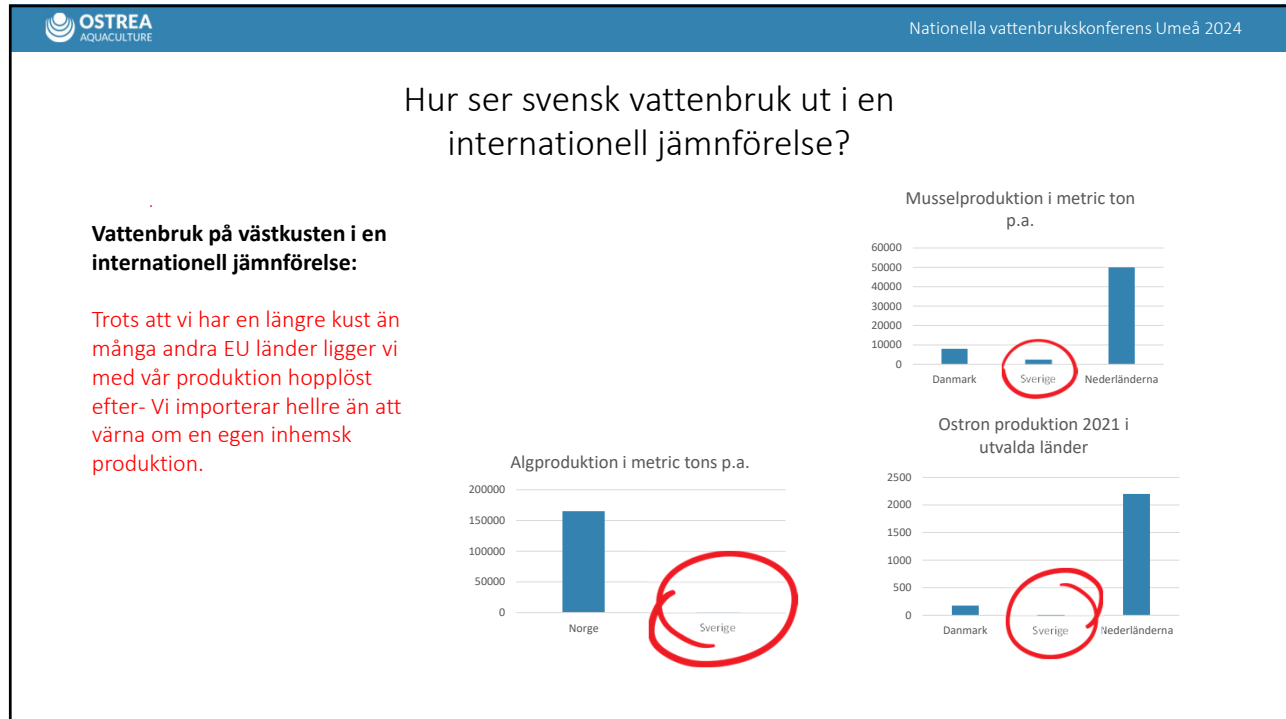 OSTREA
AQUACULTURE
Nationella vattenbrukskonferens Umeå 2024
Hur ser svensk vattenbruk ut i en
internationell jämnförelse?
.
Vattenbruk på västkusten i en
internationell jämnförelse:
Trots att vi har en längre kust än
många andra EU länder ligger vi
med vår produktion hopplöst
efter- Vi importerar hellre än att
värna om en egen inhemsk
produktion.
Algproduktion i metric tons p.a.
200000
150000
100000
50000
0
Norge
Sverige
Musselproduktion i metric ton
p.a.
60000
50000
40000
30000
20000
10000
0
Danmark
Sverige
Nederländerna
Ostron produktion 2021 i
utvalda länder
2500
2000
1500
1000
500
0
Danmark
Sverige
Nederländerna